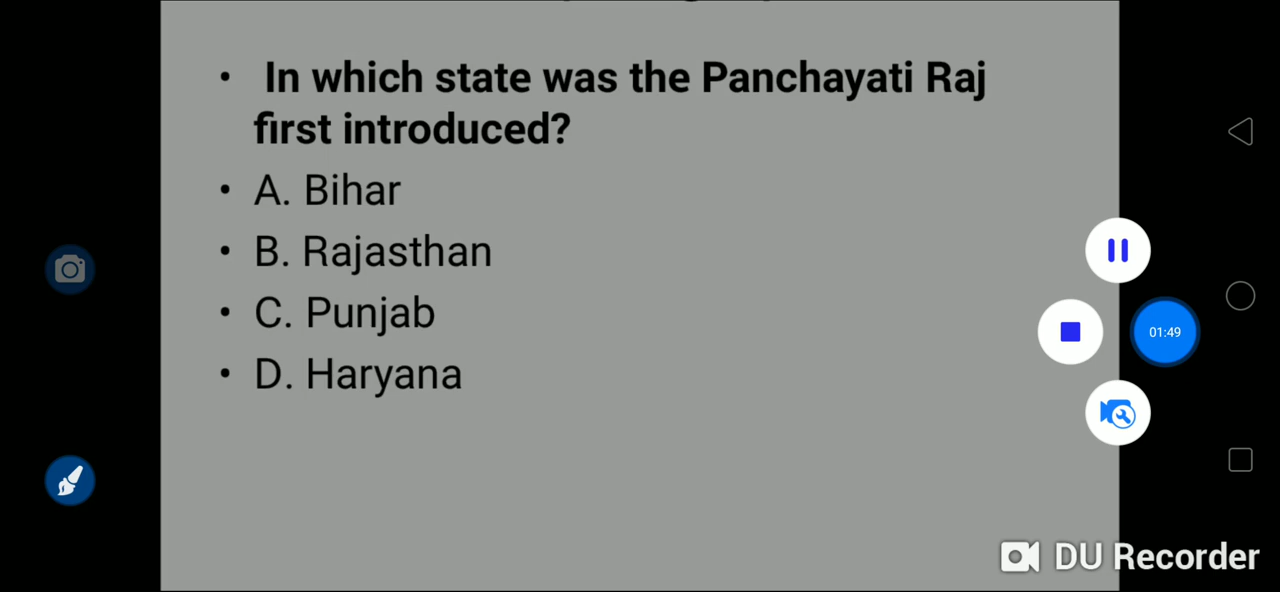 • In which state was the Panchayati Raj
first introduced?
• A. Bihar
• B. Rajasthan
• C. Punjab
• D. Haryana
01:49
DU Recorder